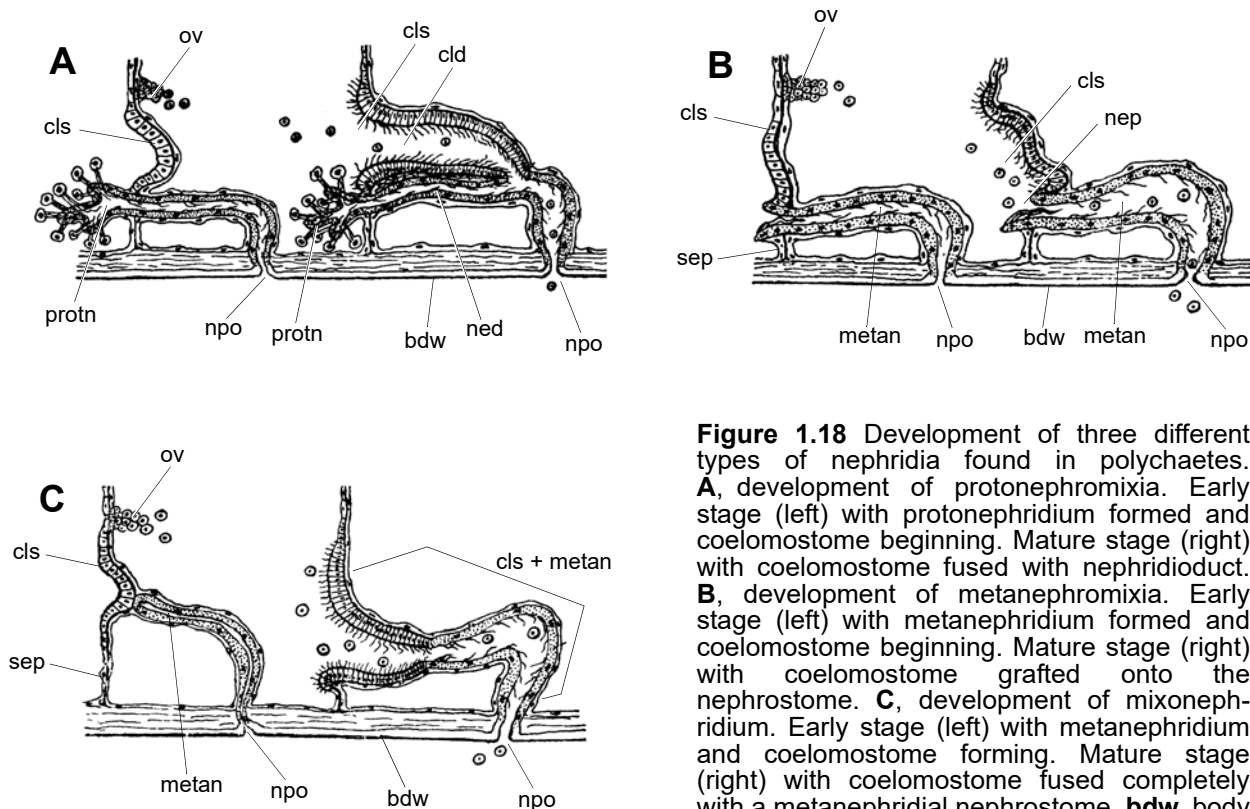 A
ov
cls
cls
cld
protn
npo
protn
bdw
ned
npo
B
ov
cls
cls
nep
sep
metan
npo
bdw
metan
npo
C
ov
cls
cls + metan
sep
metan
npo
bdw
npo
Figure 1.18 Development of three different
types of nephridia found in polychaetes.
A, development of protonephromixia. Early
stage (left) with protonephridium formed and
coelomostome beginning. Mature stage (right)
with coelomostome fused with nephridioduct.
B, development of metanephromixia. Early
stage (left) with metanephridium formed and
coelomostome beginning. Mature stage (right)
with coelomostome grafted onto the
nephrostome. C, development of mixoneph-
ridium. Early stage (left) with metanephridium
and coelomostome forming. Mature stage
(right) with coelomostome fused completely
with a metanephridial nephrostome. bdw, body